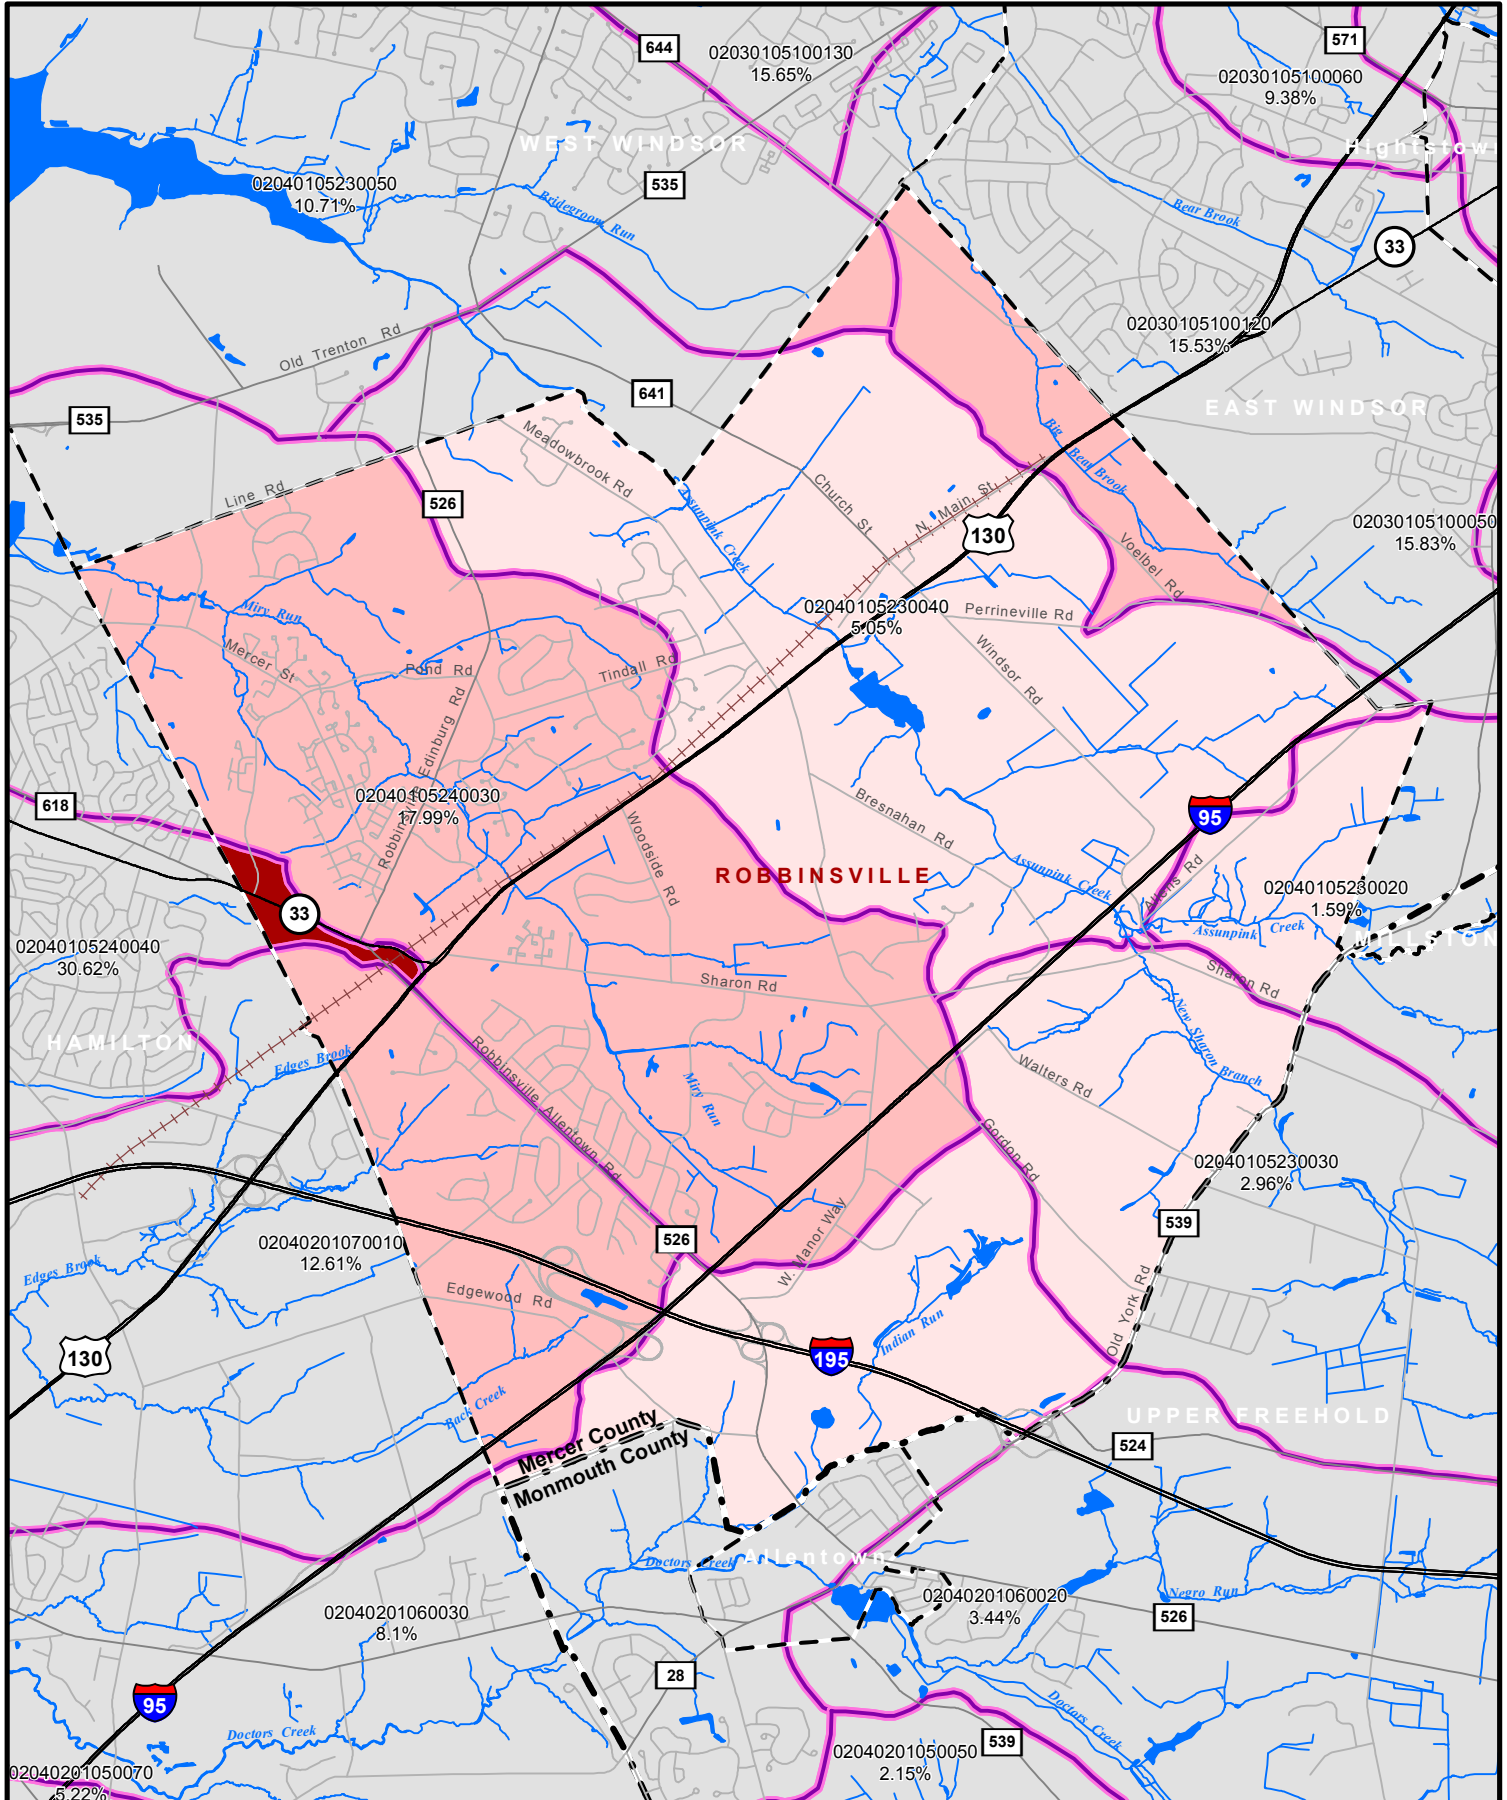 644
02030105100130
15.65%
571
02030105100060
9.38%
WEST WINDSOR
Hightstow
535
02040105230050
10.71%
Bridegroom Run
Bear Brook
33
02030105100120
15.53%
Old Trenton Rd
641
535
EAST WINDSOR
Meadowbrook Rd
Big
Bear Brook
Line Rd
526
Church St
N. Main St
Assunpink Creek
130
02030105100050
15.83%
Voelbel Rd
02040105230040
5.05%
Perrineville Rd
Miry Run
Mercer St
Pond Rd
Tindall Rd
Windsor Rd
Robbinsville Edinburg Rd
02040105240030
17.99%
618
Bresnahan Rd
95
Woodside Rd
ROBBINSVILLE
Assunpink Creek
Allens Rd
02040105230020
1.59%
33
Assunpink Creek
MILLSTON
02040105240040
30.62%
Sharon Rd
Sharon Rd
HAMILTON
New Sharon Branch
Edges Brook
Robbinsville Allentown Rd
Miry Run
Walters Rd
Gordon Rd
02040105230030
2.96%
539
526
W. Manor Way
02040201070010
12.61%
Edges Brook
Edgewood Rd
Indian Run
Old York Rd
130
195
Back Creek
Mercer County
Monmouth County
UPPER FREEHOLD
524
Doctors Creek
Allentown
Negro Run
02040201060020
3.44%
526
02040201060030
8.1%
28
95
Doctors Creek
Doctors Creek
539
02040201050050
2.15%
02040201050070
5.22%